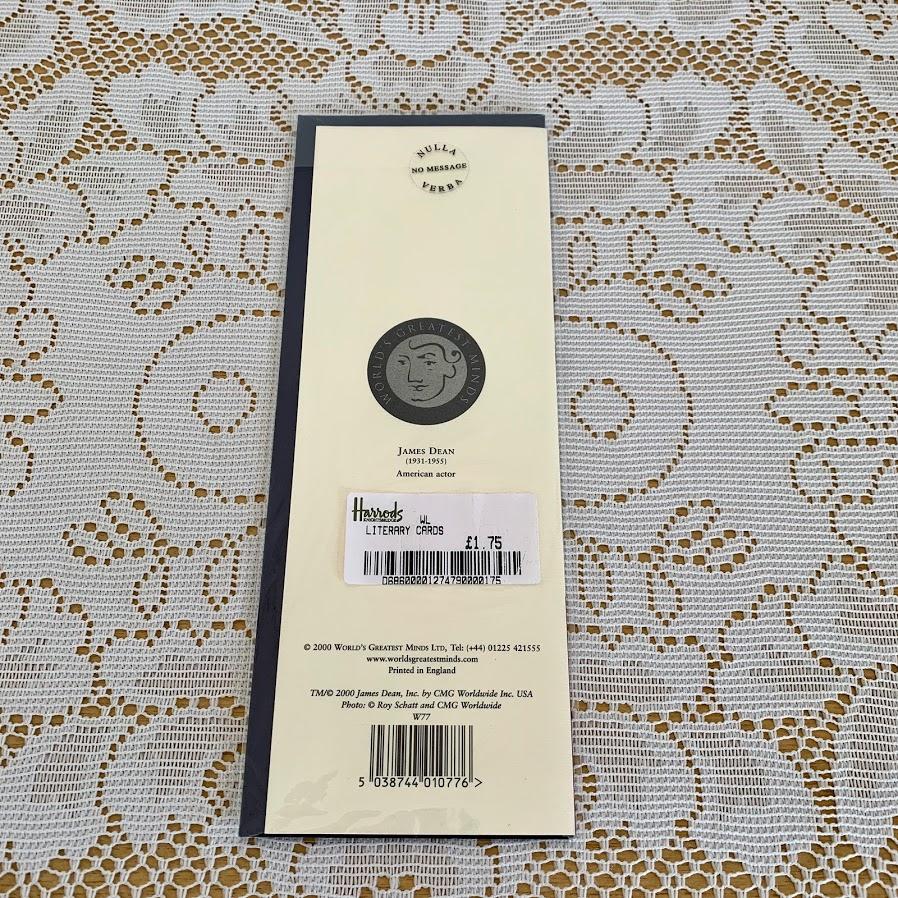 NULLA
NO MESSAGE
VERBA
WORLD'S GREATEST MINDS
JAMES DEAN
(1931-1955)
American actor
Harrods
KNIGHTSBRIDGE
WL
LITERARY CARDS
£1.75
© 2000 WORLD'S GREATEST MINDS LTD, Tel: (+44) 01225 421555
www.worldsgreatestminds.com
Printed in England
TM/© 2000 James Dean, Inc. by CMG Worldwide Inc. USA
Photo: © Roy Schatt and CMG Worldwide
W77
5 038744 010776 >